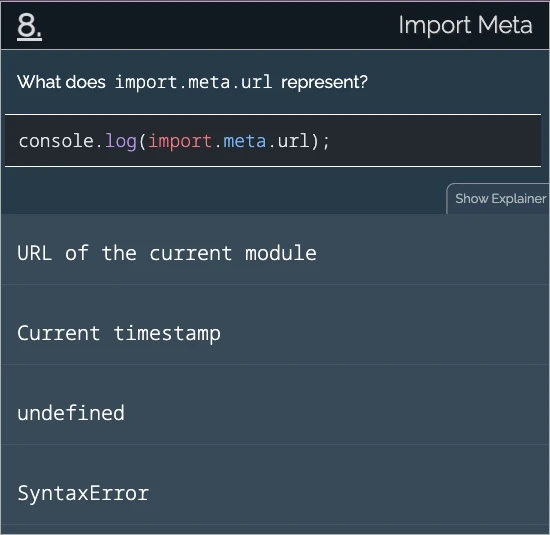 8.
Import Meta
What does import.meta.url represent?
console.log(import.meta.url);
Show Explainer
URL of the current module
Current timestamp
undefined
SyntaxError